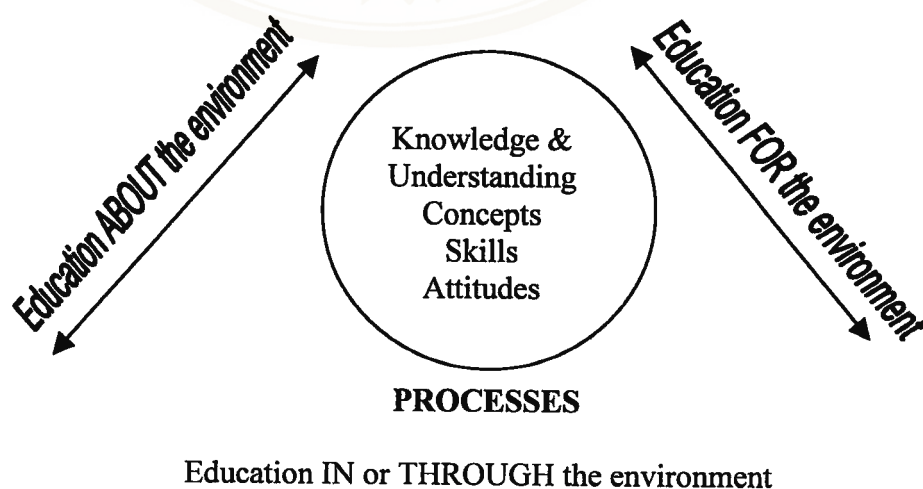 Education ABOUT the environment
Education FOR the environment
Knowledge &
Understanding
Concepts
Skills
Attitudes
PROCESSES
Education IN or THROUGH the environment